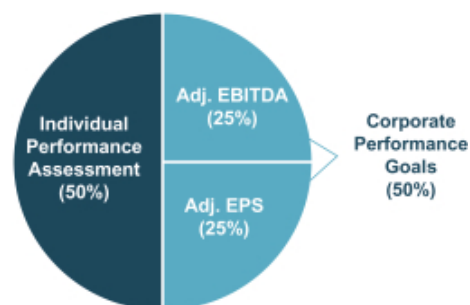 Individual
Performance
Assessment
(50%)
Adj. EBITDA
(25%)
Adj. EPS
(25%)
Corporate
Performance
Goals
(50%)